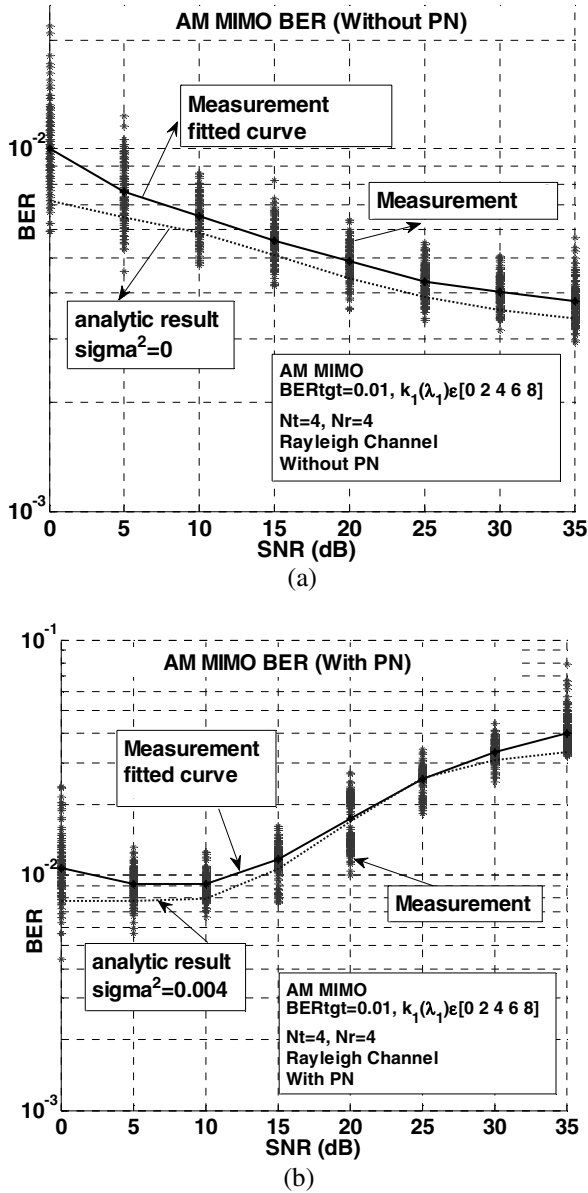 AM MIMO BER (Without PN)
Measurement
fitted curve
10^-2
Measurement
BER
analytic result
sigma^2=0
AM MIMO
BERtgt=0.01, k_1(λ_1)ε[0 2 4 6 8]
Nt=4, Nr=4
Rayleigh Channel
Without PN
10^-3
0 5 10 15 20 25 30 35
SNR (dB)
(a)
10^-1
AM MIMO BER (With PN)
Measurement
fitted curve
10^-2
Measurement
BER
analytic result
sigma^2=0.004
AM MIMO
BERtgt=0.01, k_1(λ_1)ε[0 2 4 6 8]
Nt=4, Nr=4
Rayleigh Channel
With PN
10^-3
0 5 10 15 20 25 30 35
SNR (dB)
(b)